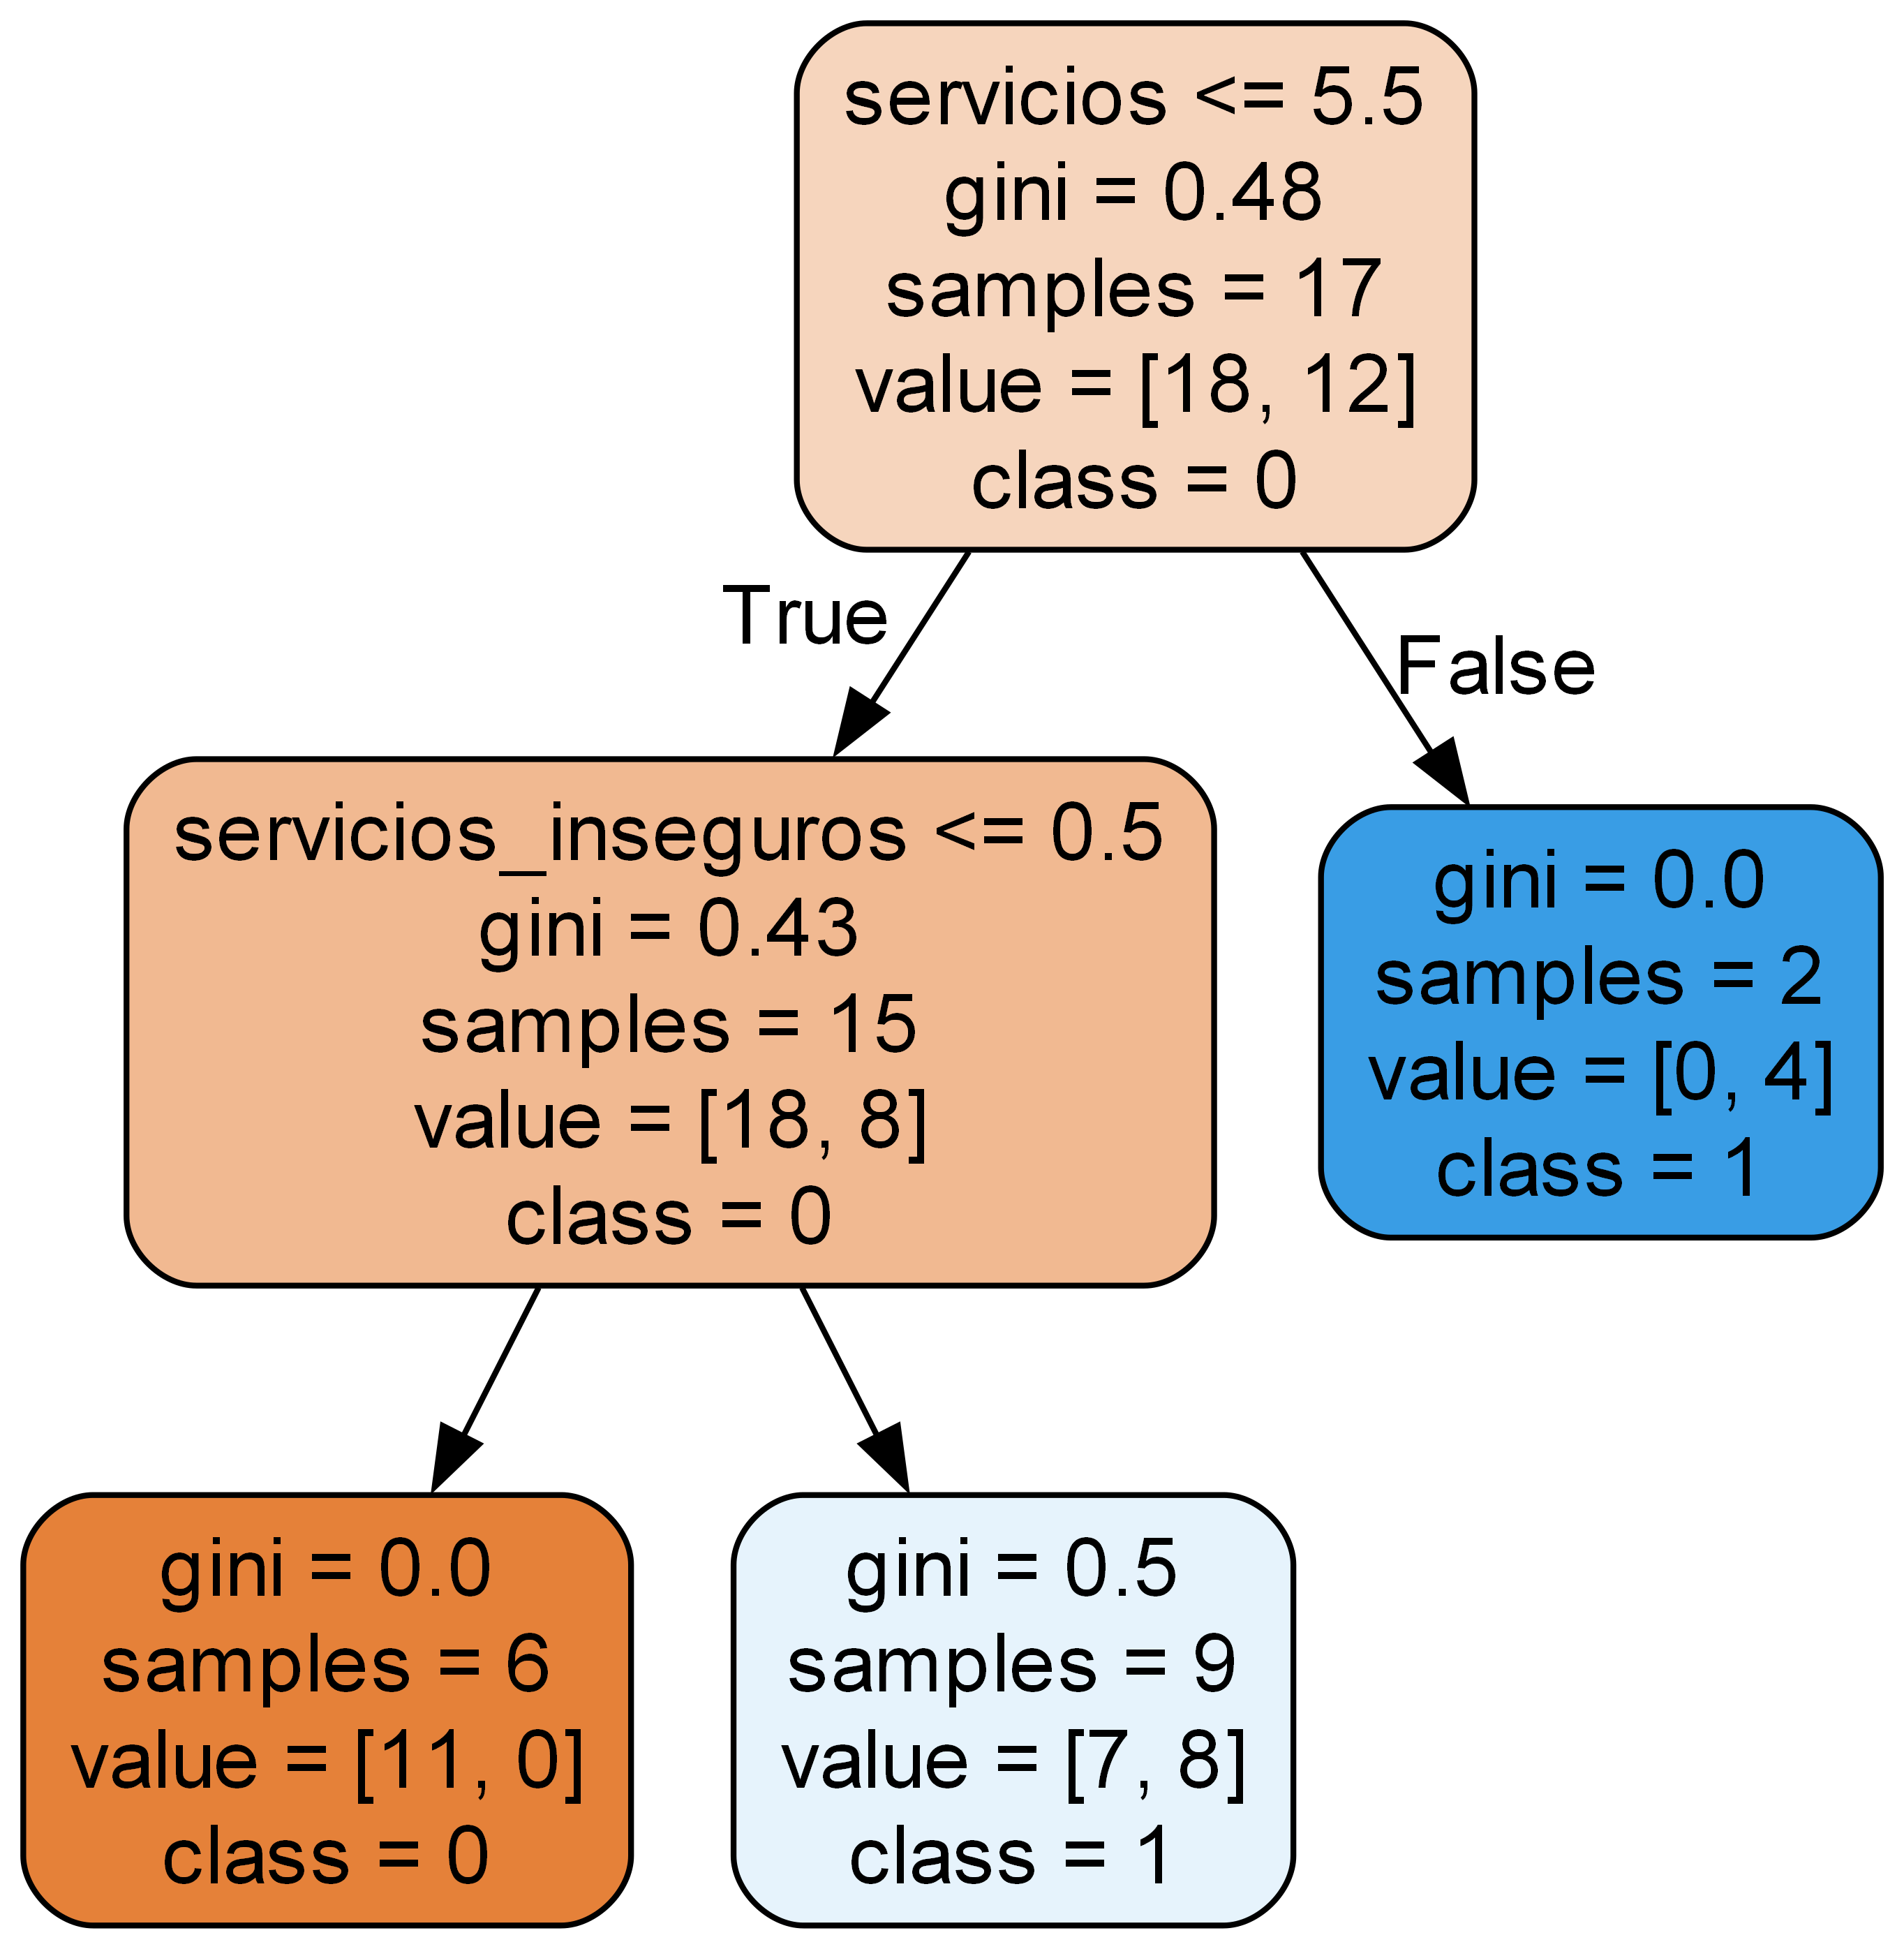 servicios <= 5.5
gini = 0.48
samples = 17
value = [18, 12]
class = 0
True
False
servicios_inseguros <= 0.5
gini = 0.43
samples = 15
value = [18, 8]
class = 0
gini = 0.0
samples = 2
value = [0, 4]
class = 1
gini = 0.0
samples = 6
value = [11, 0]
class = 0
gini = 0.5
samples = 9
value = [7, 8]
class = 1